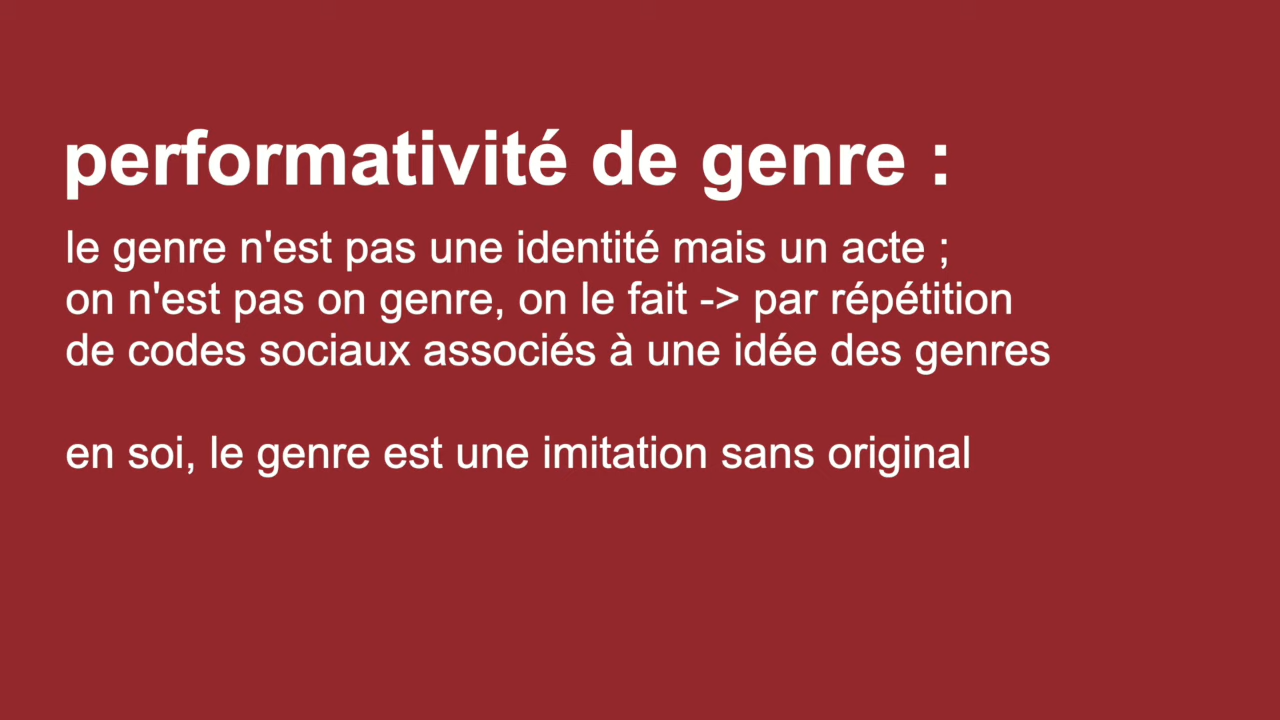 performativité de genre :
le genre n'est pas une identité mais un acte ;
on n'est pas on genre, on le fait -> par répétition
de codes sociaux associés à une idée des genres
en soi, le genre est une imitation sans original